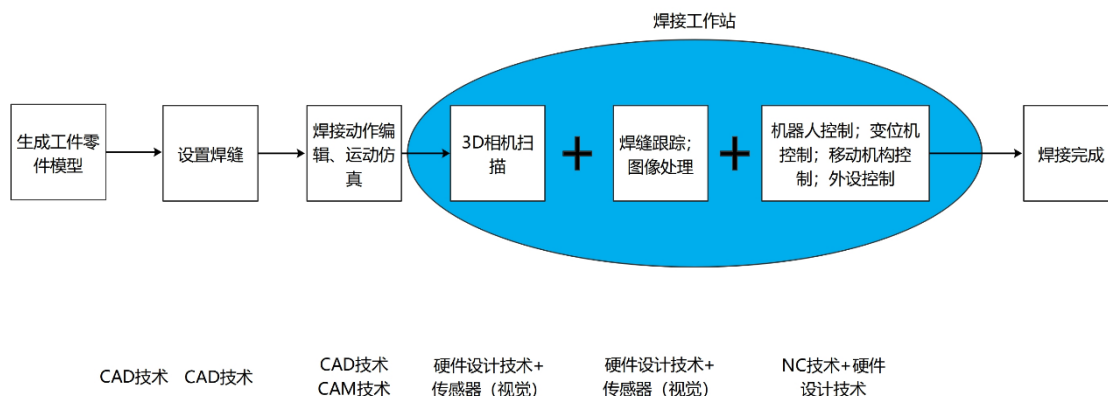 焊接工作站
生成工件零
件模型
设置焊缝
焊接动作编
辑、运动仿
真
3D相机扫
描
焊缝跟踪；
图像处理
机器人控制；变位机
控制；移动机构控
制；外设控制
焊接完成
CAD技术
CAD技术
CAD技术
CAM技术
硬件设计技术+
传感器（视觉）
硬件设计技术+
传感器（视觉）
NC技术+硬件
设计技术